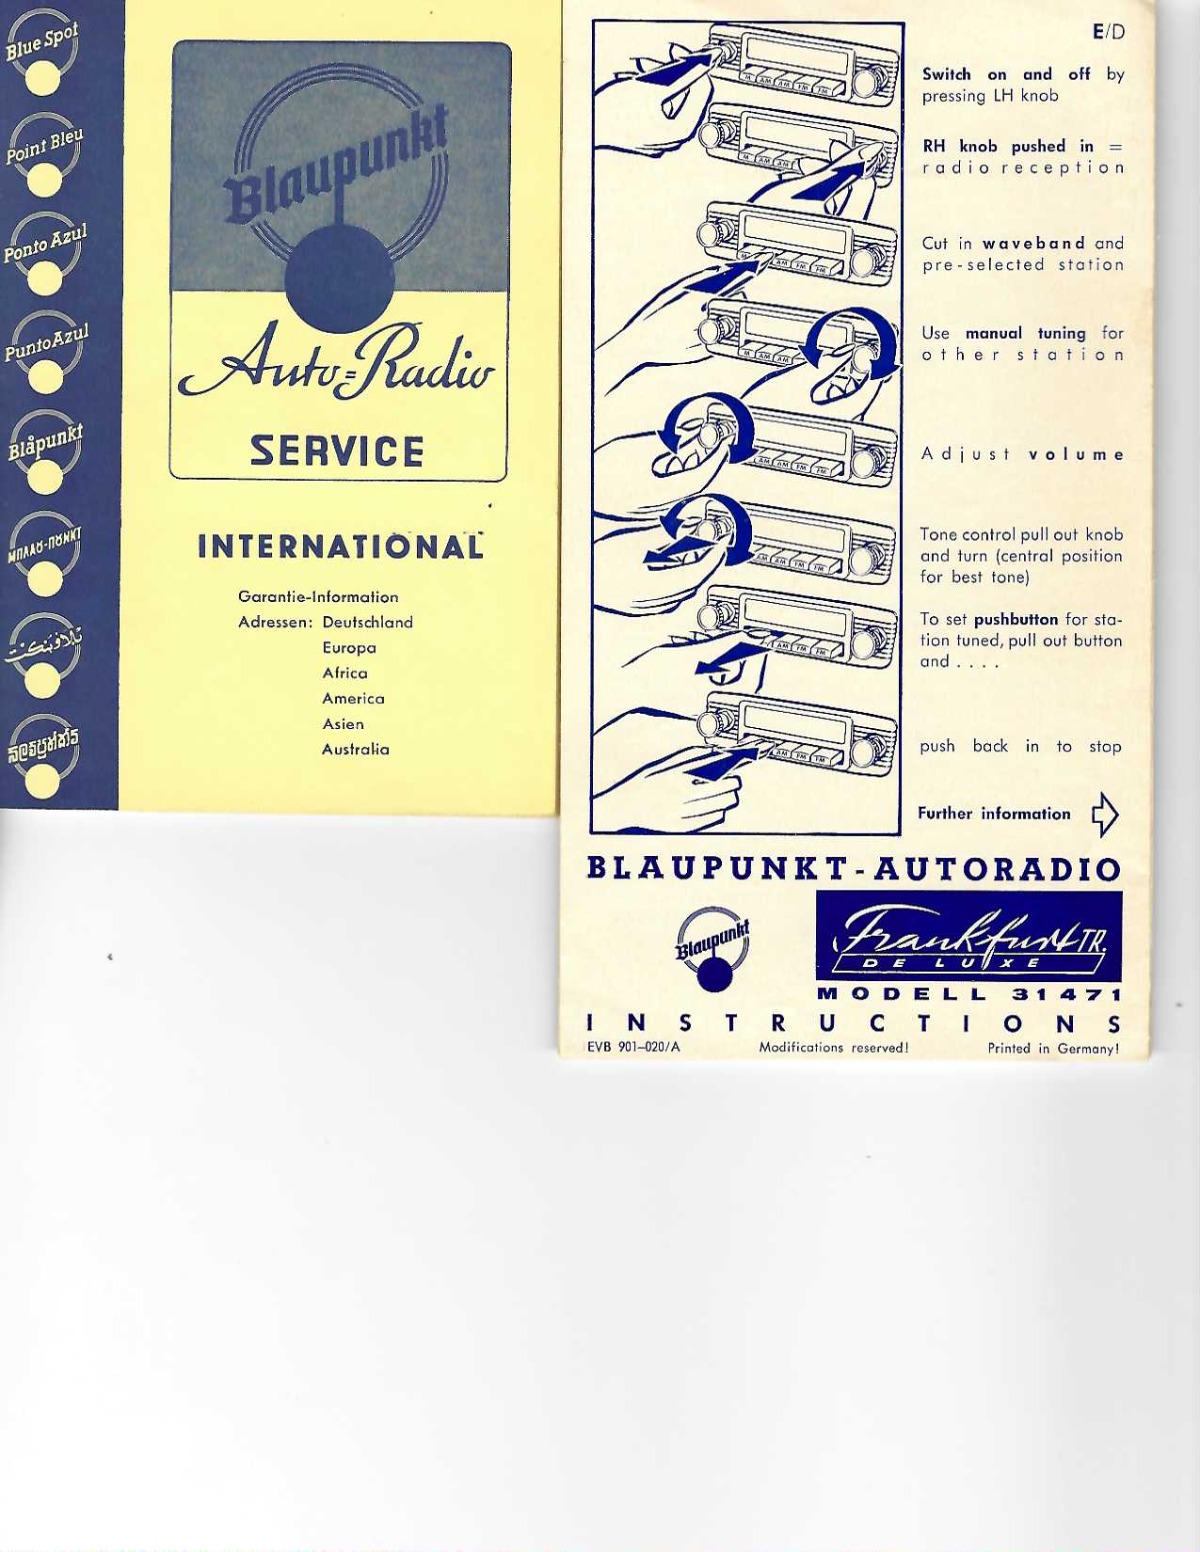 Blue Spot
Point Bleu
Ponto Azul
Punto Azul
Blåpunkt
ΜΠΛΑΟ-ΠΟΥΝΚΤ
Blaupunkt
Auto-Radio
SERVICE
INTERNATIONAL
Garantie-Information
Adressen: Deutschland
Europa
Africa
America
Asien
Australia
E/D
Switch on and off by
pressing LH knob
RH knob pushed in =
radio reception
Cut in waveband and
pre-selected station
Use manual tuning for
other station
Adjust volume
Tone control pull out knob
and turn (central position
for best tone)
To set pushbutton for sta-
tion tuned, pull out button
and . . . .
push back in to stop
Further information
BLAUPUNKT-AUTORADIO
Blaupunkt
Frankfurt TR.
DE LUXE
MODELL 31471
INSTRUCTIONS
EVB 901–020/A Modifications reserved! Printed in Germany!